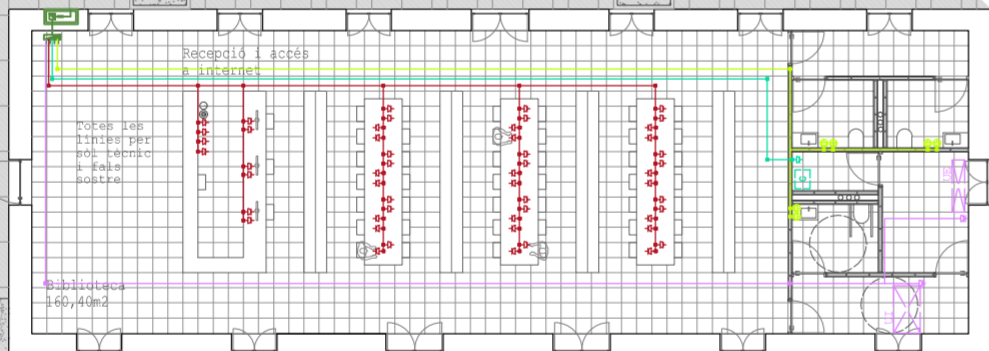 Recepció i accés
a internet
Totes les
línies per
sòl tècnic
i fals
sostre
Biblioteca
160,40m2